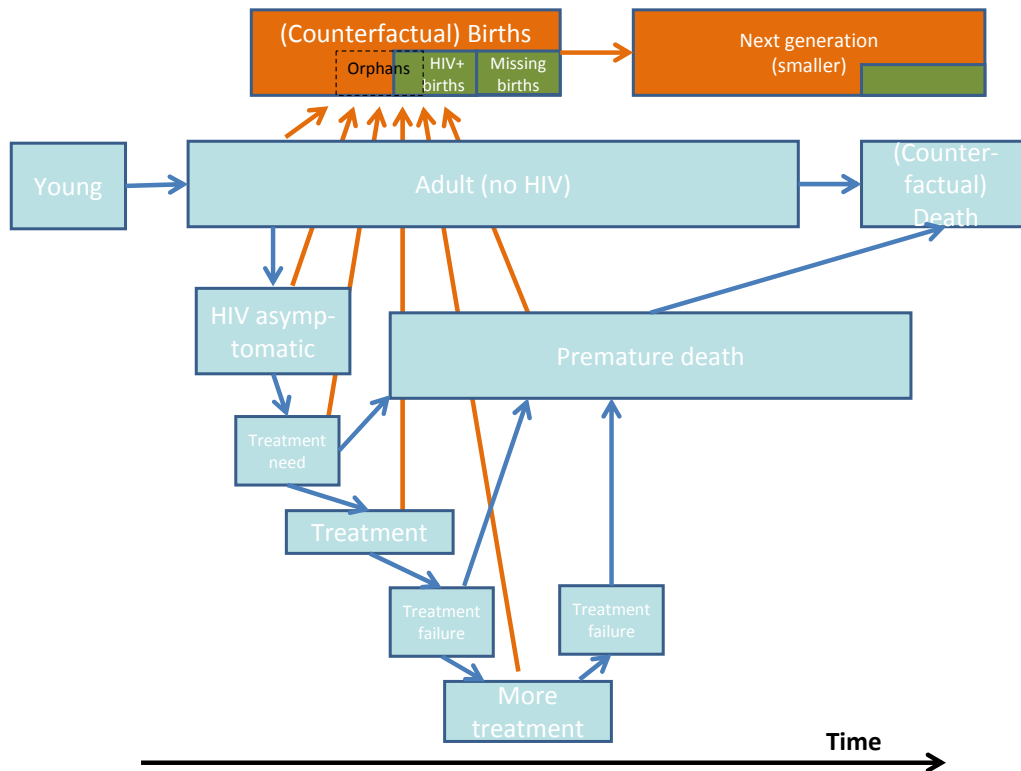 (Counterfactual) Births
Orphans
HIV+
births
Missing
births
Next generation
(smaller)
Young
Adult (no HIV)
(Counter-
factual)
Death
HIV asymp-
tomatic
Premature death
Treatment
need
Treatment
Treatment
failure
Treatment
failure
More
treatment
Time